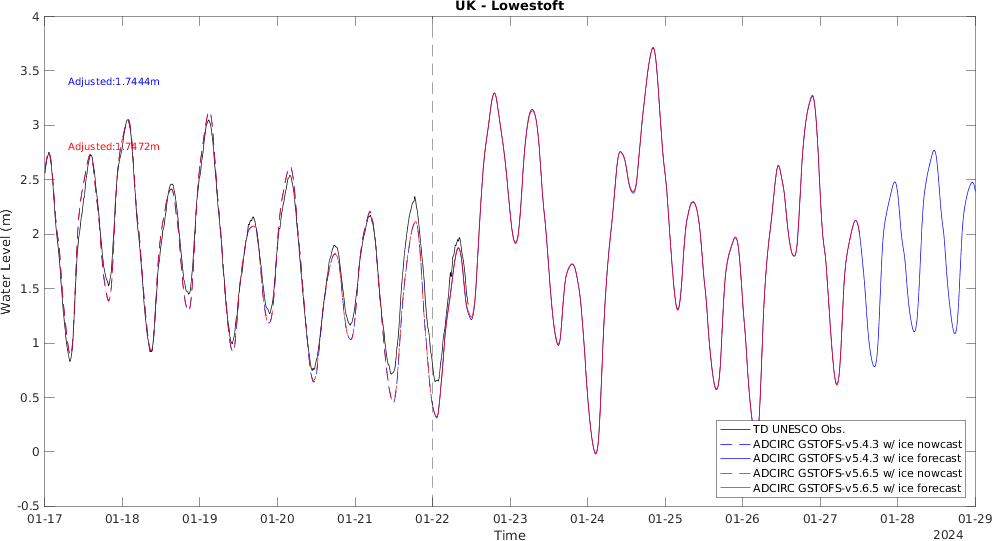 UK - Lowestoft
4
3.5
3
2.5
2
1.5
1
0.5
0
-0.5
Water Level (m)
Adjusted:1.7444m
Adjusted:1.7472m
TD UNESCO Obs.
ADCIRC GSTOFS-v5.4.3 w/ ice nowcast
ADCIRC GSTOFS-v5.4.3 w/ ice forecast
ADCIRC GSTOFS-v5.6.5 w/ ice nowcast
ADCIRC GSTOFS-v5.6.5 w/ ice forecast
01-17 01-18 01-19 01-20 01-21 01-22 01-23 01-24 01-25 01-26 01-27 01-28 01-29
Time
2024